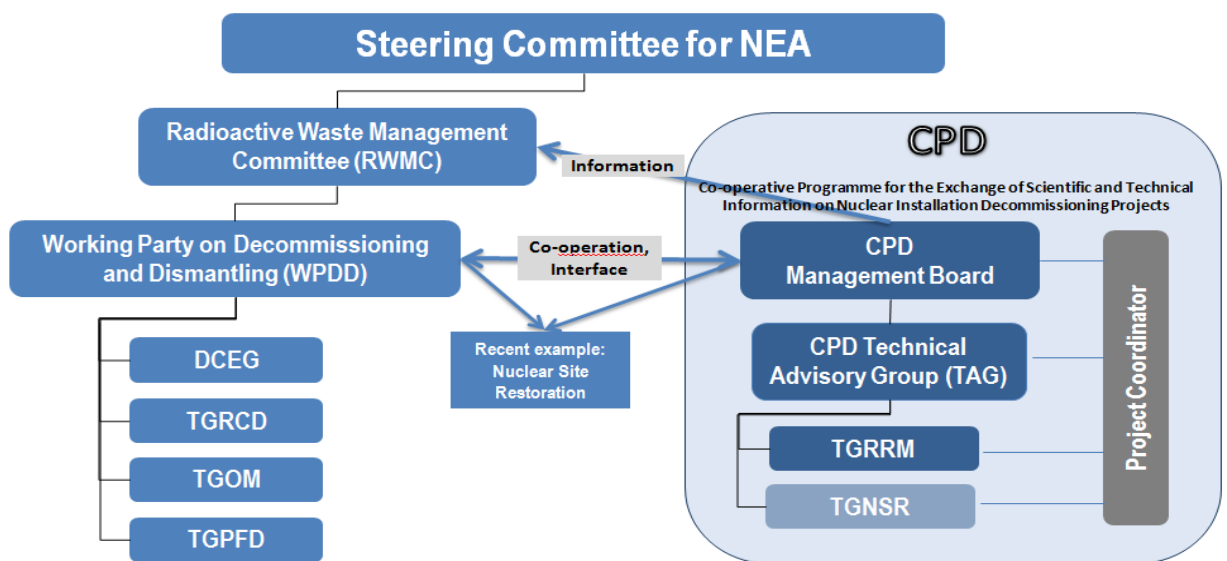 Steering Committee for NEA
Radioactive Waste Management
Committee (RWMC)
Information
CPD
Co-operative Programme for the Exchange of Scientific and Technical
Information on Nuclear Installation Decommissioning Projects
Working Party on Decommissioning
and Dismantling (WPDD)
Co-operation,
Interface
CPD
Management Board
Recent example:
Nuclear Site
Restoration
CPD Technical
Advisory Group (TAG)
DCEG
TGRCD
TGOM
TGPFD
TGRRM
TGNSR
Project Coordinator